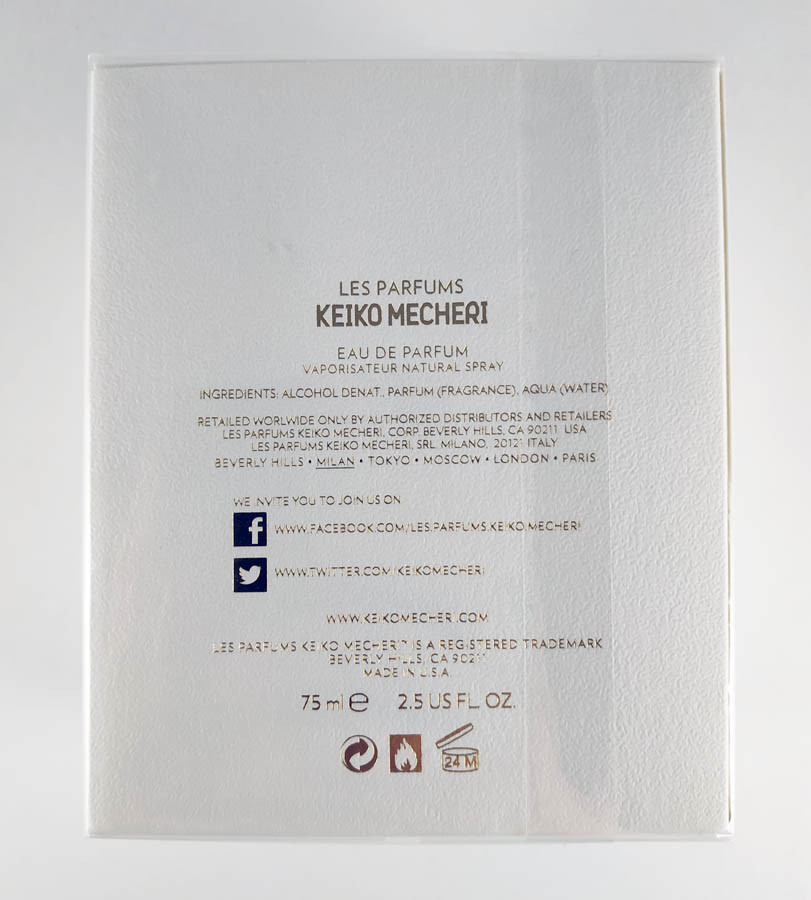 LES PARFUMS
KEIKO MECHERI
EAU DE PARFUM
VAPORISATEUR NATURAL SPRAY
INGREDIENTS: ALCOHOL DENAT., PARFUM (FRAGRANCE), AQUA (WATER)
RETAILED WORLWIDE ONLY BY AUTHORIZED DISTRIBUTORS AND RETAILERS
LES PARFUMS KEIKO MECHERI, CORP. BEVERLY HILLS, CA 90211 USA
LES PARFUMS KEIKO MECHERI, SRL. MILANO, 20121 ITALY
BEVERLY HILLS • MILAN • TOKYO • MOSCOW • LONDON • PARIS
WE INVITE YOU TO JOIN US ON
f WWW.FACEBOOK.COM/LES.PARFUMS.KEIKO.MECHERI
WWW.TWITTER.COM/KEIKOMECHERI
WWW.KEIKOMECHERI.COM
LES PARFUMS KEIKO MECHERI® IS A REGISTERED TRADEMARK
BEVERLY HILLS, CA 90211
MADE IN U.S.A.
75 ml ℮ 2.5 US FL. OZ.
24 M